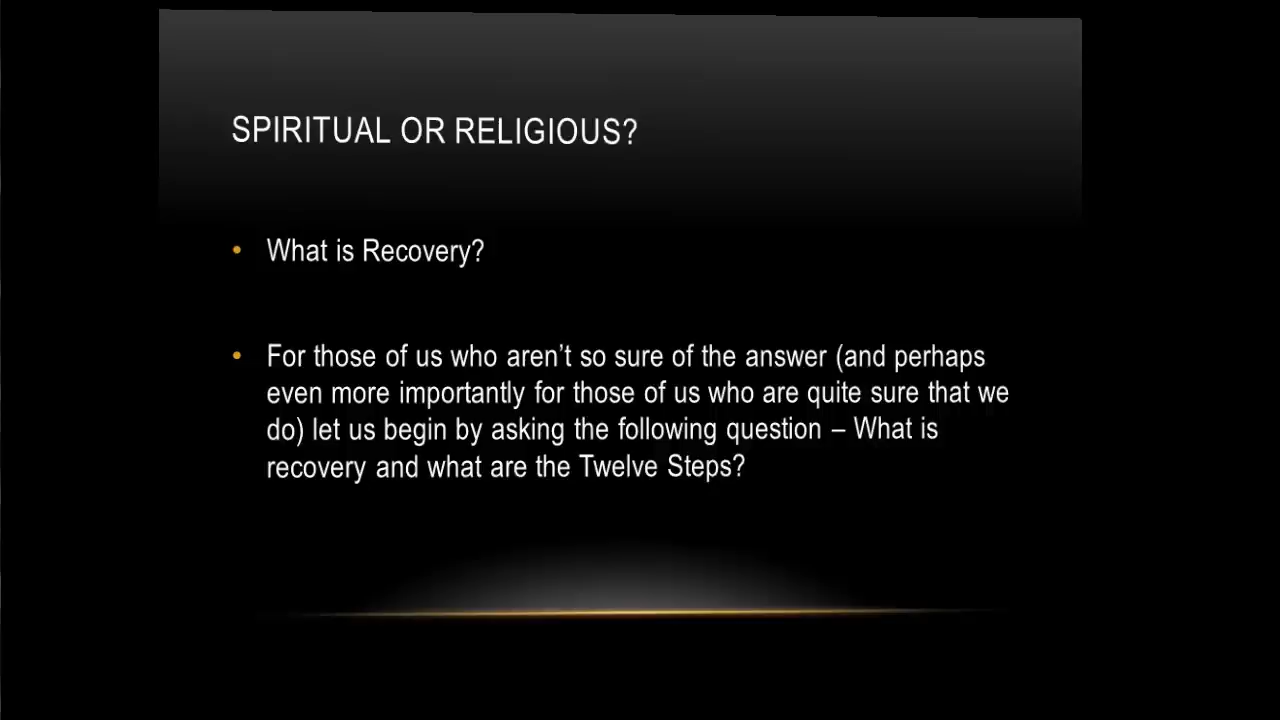 SPIRITUAL OR RELIGIOUS?
• What is Recovery?
• For those of us who aren’t so sure of the answer (and perhaps
even more importantly for those of us who are quite sure that we
do) let us begin by asking the following question – What is
recovery and what are the Twelve Steps?